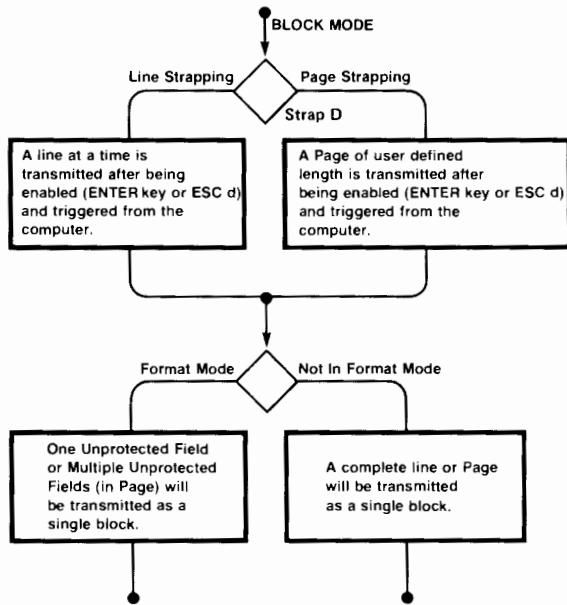 BLOCK MODE
Line Strapping
Page Strapping
Strap D
A line at a time is
transmitted after being
enabled (ENTER key or ESC d)
and triggered from the
computer.
A Page of user defined
length is transmitted after
being enabled (ENTER key or ESC d)
and triggered from the
computer.
Format Mode
Not In Format Mode
One Unprotected Field
or Multiple Unprotected
Fields (in Page) will
be transmitted as a
single block.
A complete line or Page
will be transmitted
as a single block.